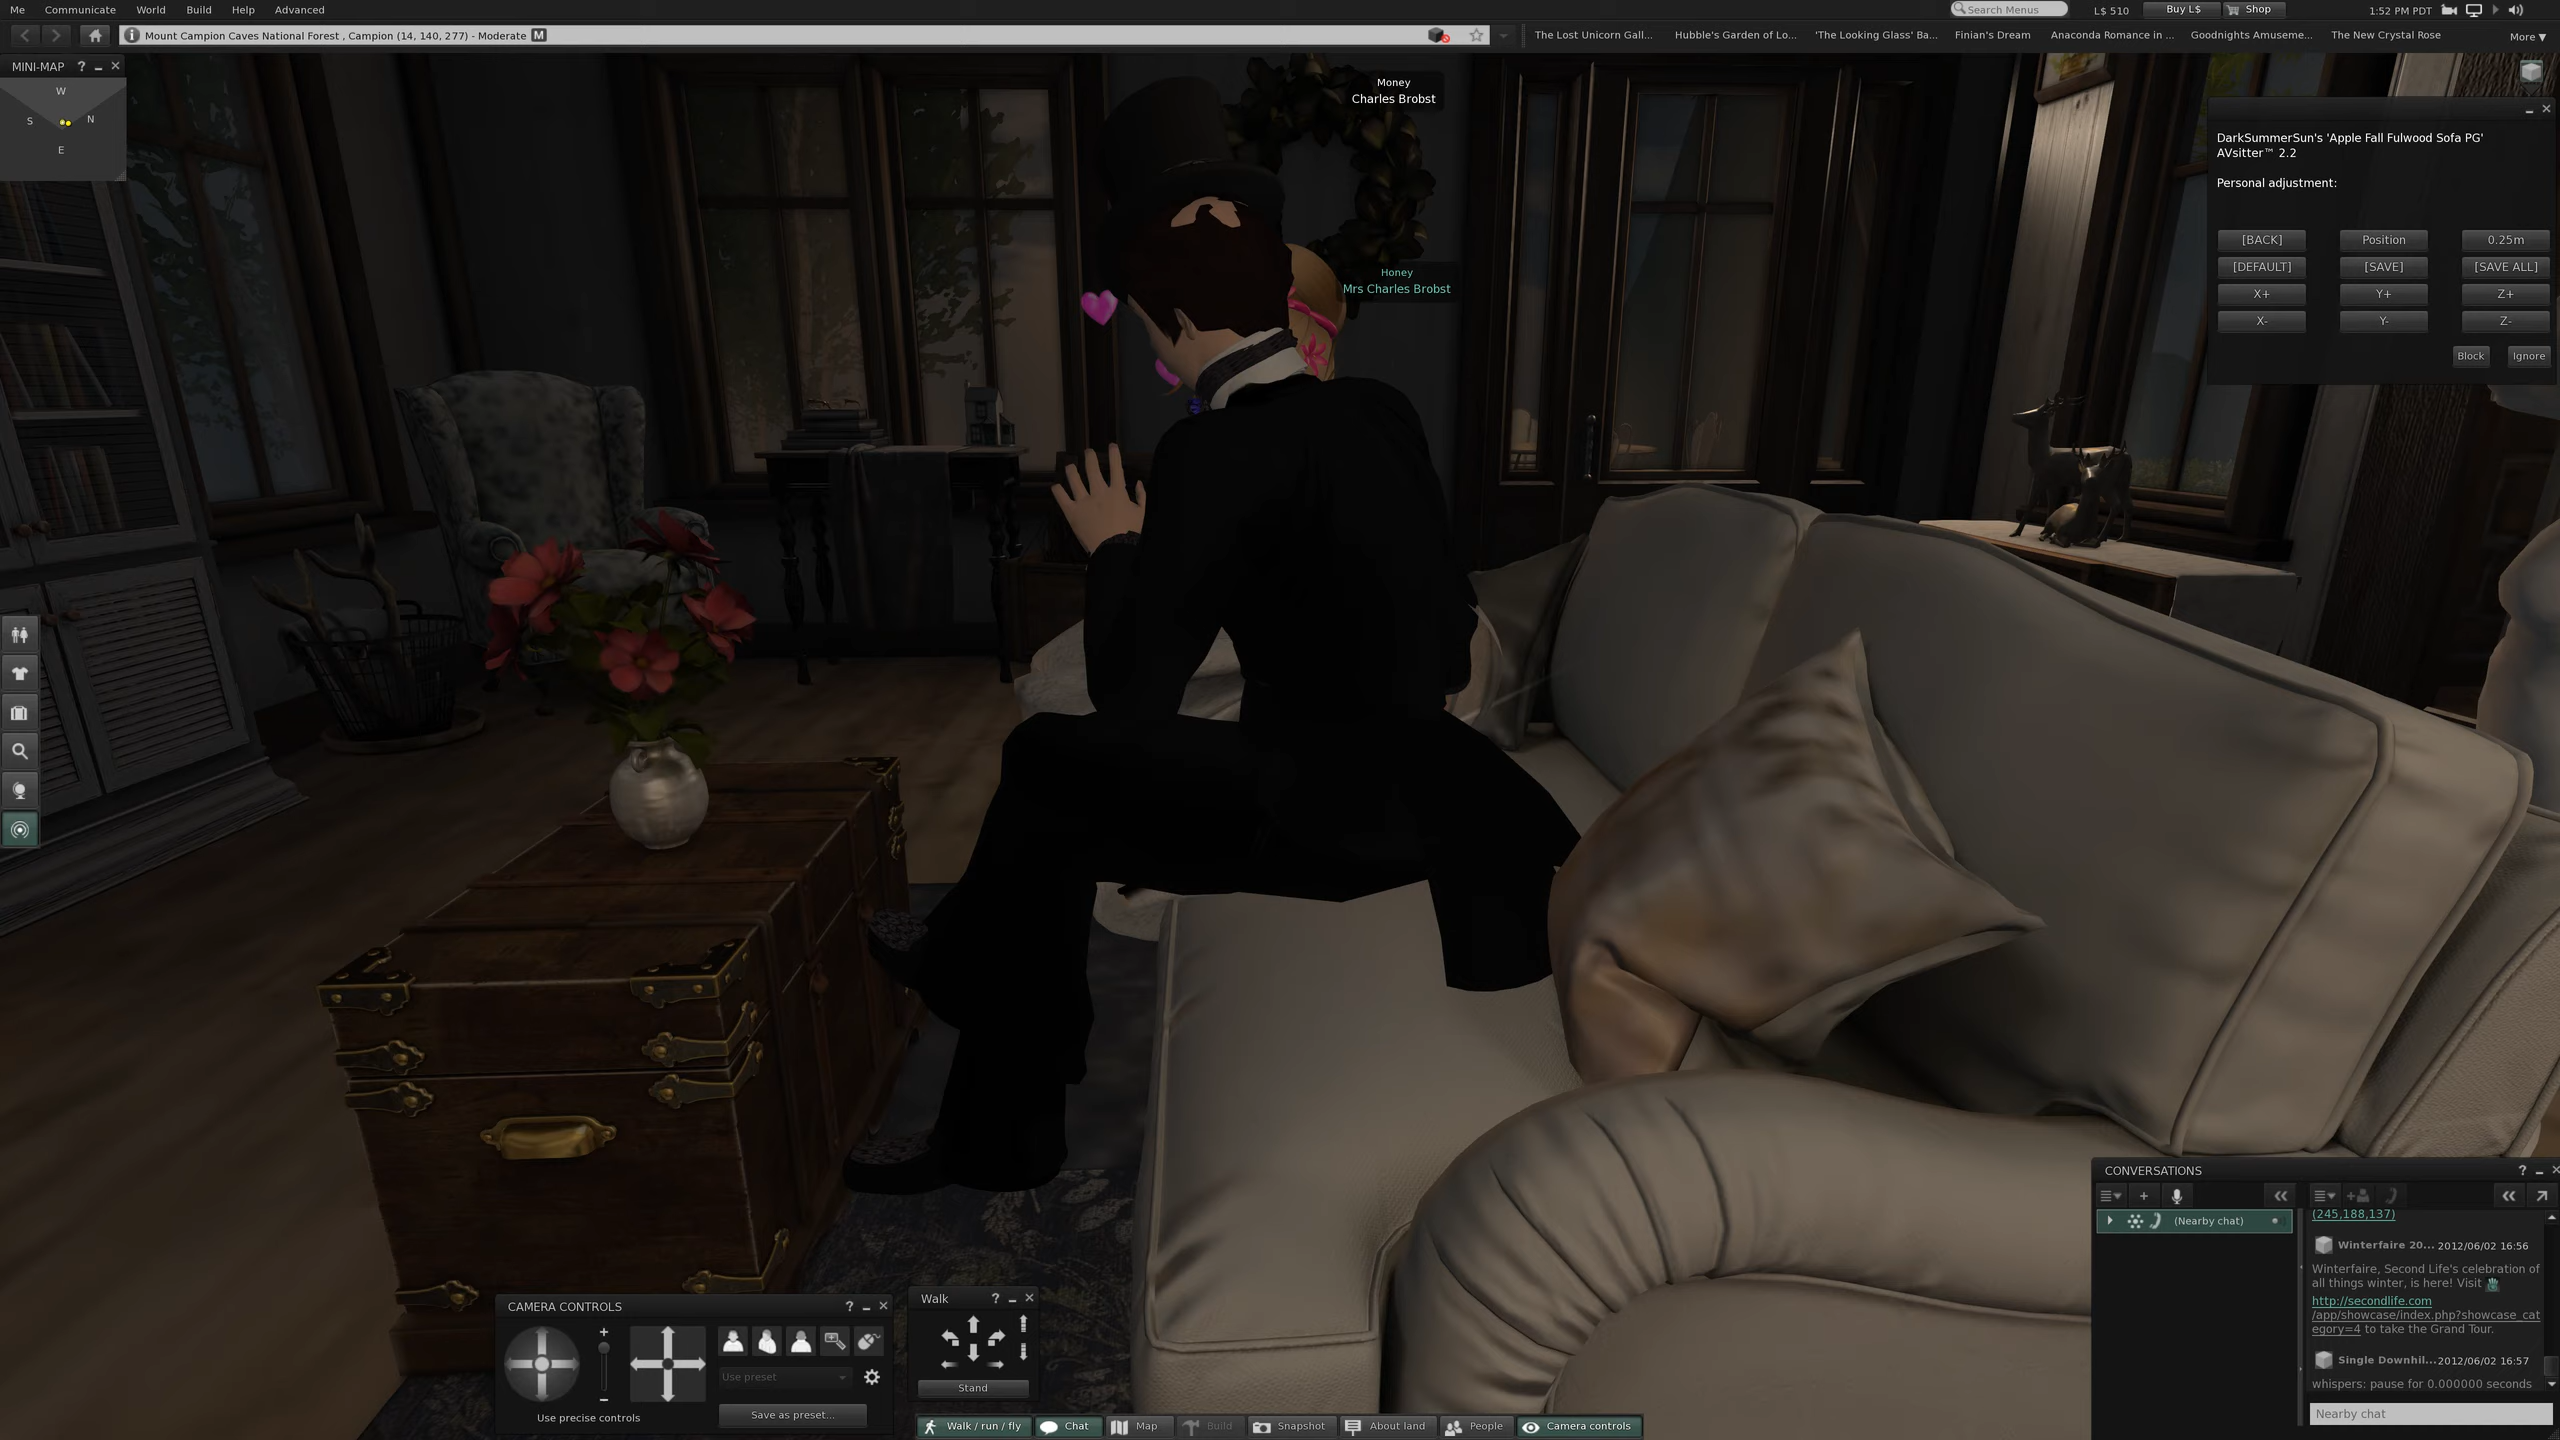 Me Communicate World Build Help Advanced
Search Menus L$ 510 Buy L$ Shop 1:52 PM PDT
Mount Campion Caves National Forest , Campion (14, 140, 277) - Moderate M
The Lost Unicorn Gall... Hubble's Garden of Lo... 'The Looking Glass' Ba... Finian's Dream Anaconda Romance in ... Goodnights Amuseme... The New Crystal Rose More ▼
MINI-MAP ?
W
S N
E
Money
Charles Brobst
Honey
Mrs Charles Brobst
DarkSummerSun's 'Apple Fall Fulwood Sofa PG'
AVsitter™ 2.2
Personal adjustment:
[BACK] Position 0.25m
[DEFAULT] [SAVE] [SAVE ALL]
X+ Y+ Z+
X- Y- Z-
Block Ignore
CONVERSATIONS ?
(Nearby chat)
(245,188,137)
Winterfaire 20... 2012/06/02 16:56
Winterfaire, Second Life's celebration of
all things winter, is here! Visit
http://secondlife.com
/app/showcase/index.php?showcase_cat
egory=4 to take the Grand Tour.
Single Downhil... 2012/06/02 16:57
whispers: pause for 0.000000 seconds
Nearby chat
CAMERA CONTROLS ?
Use preset
Use precise controls
Save as preset...
Walk ?
Stand
Walk / run / fly Chat Map Build Snapshot About land People Camera controls